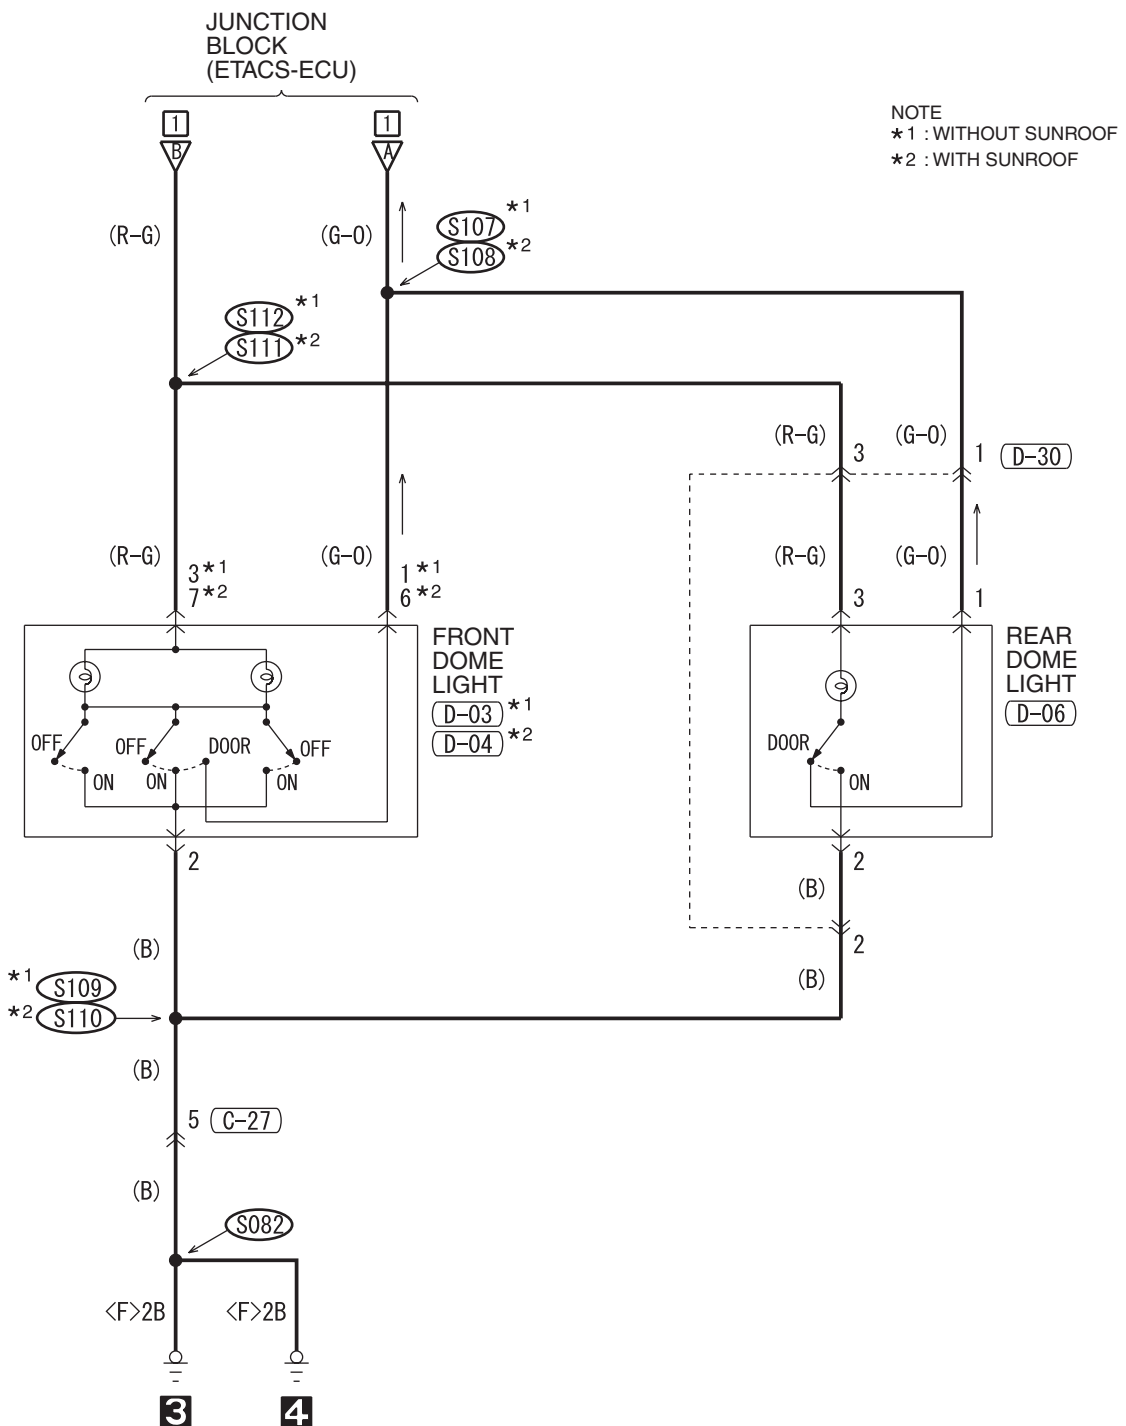 JUNCTION
BLOCK
(ETACS-ECU)
1
1
B
A
NOTE
*1 : WITHOUT SUNROOF
*2 : WITH SUNROOF
(R-G)
(G-O)
S107 *1
S108 *2
S112 *1
S111 *2
(R-G)
(G-O)
3
1
D-30
(R-G)
(G-O)
(R-G)
(G-O)
3*1
7*2
1*1
6*2
3
1
FRONT
DOME
LIGHT
D-03 *1
D-04 *2
REAR
DOME
LIGHT
D-06
OFF
OFF
DOOR
OFF
ON
ON
ON
DOOR
ON
2
2
(B)
(B)
2
(B)
*1 S109
*2 S110
(B)
5 C-27
(B)
S082
<F>2B
<F>2B
3
4